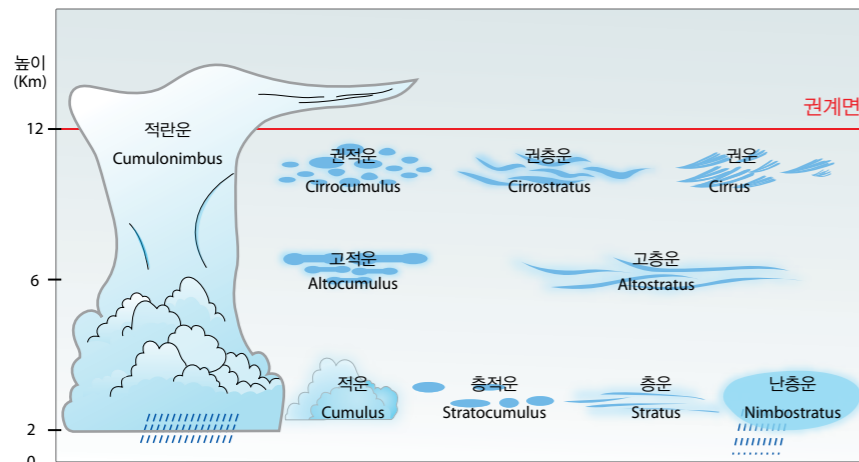 높이
(Km)
권계면
12
적란운
Cumulonimbus
권적운
Cirrocumulus
권층운
Cirrostratus
권운
Cirrus
6
고적운
Altocumulus
고층운
Altostratus
적운
Cumulus
층적운
Stratocumulus
층운
Stratus
난층운
Nimbostratus
2
0